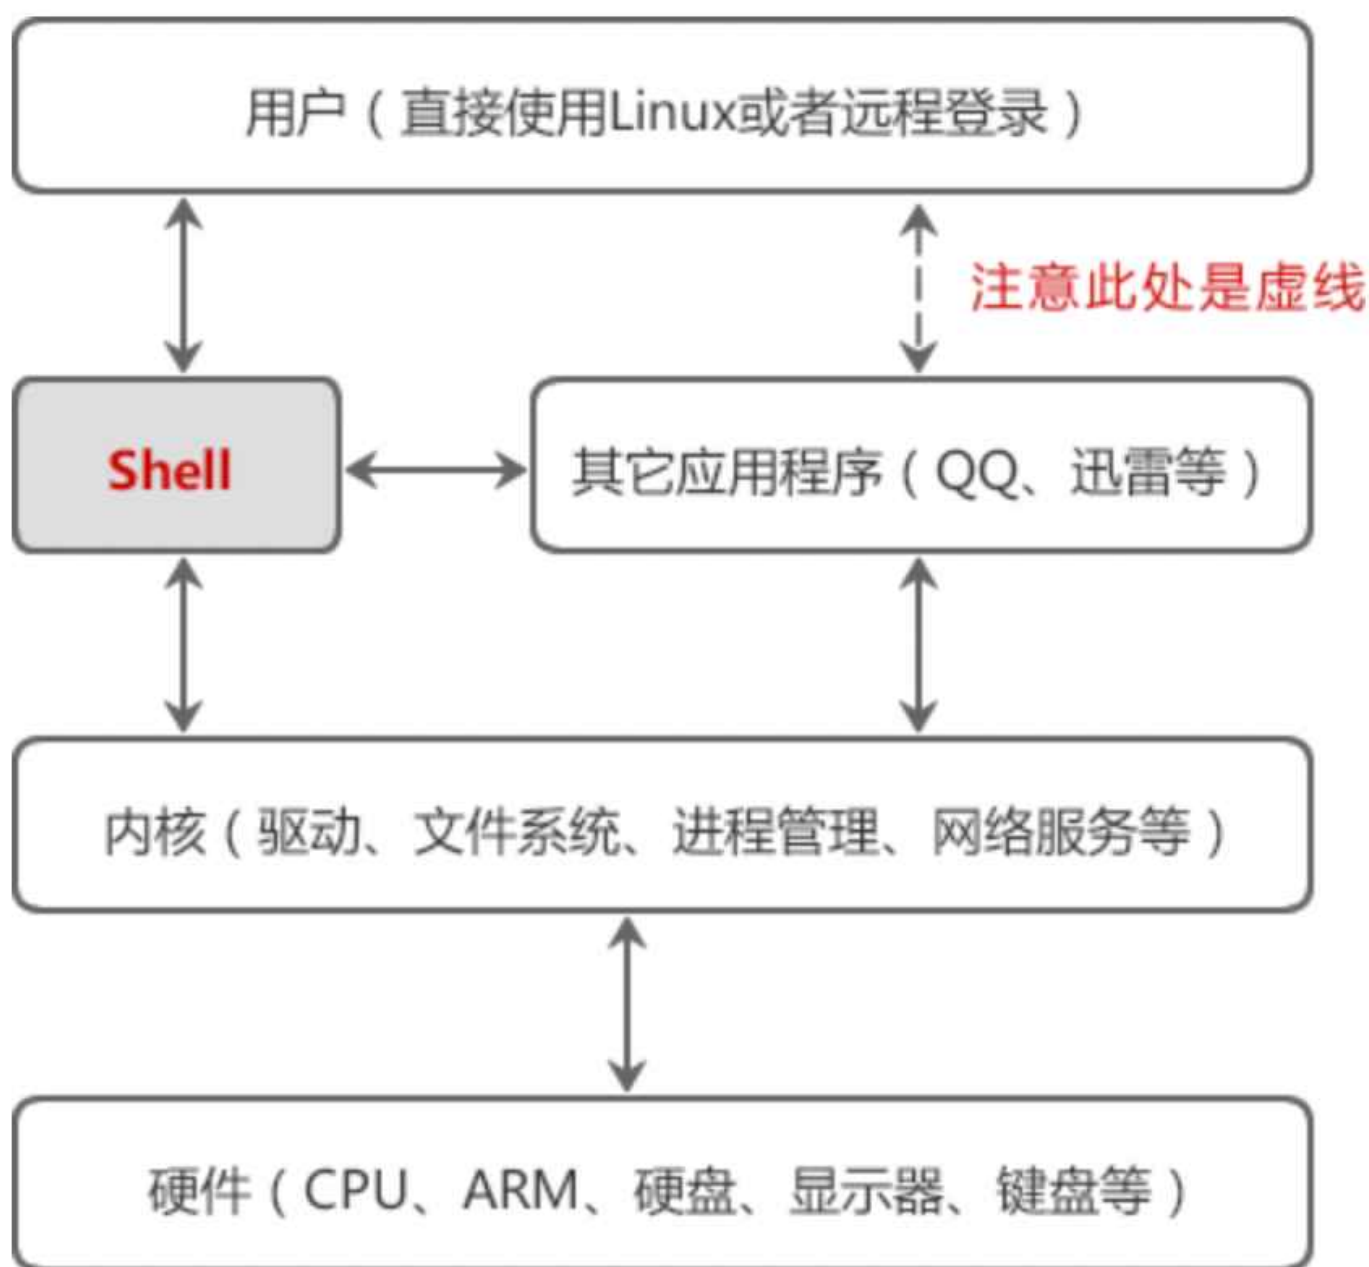 用户（直接使用Linux或者远程登录）
注意此处是虚线
Shell
其它应用程序（QQ、迅雷等）
内核（驱动、文件系统、进程管理、网络服务等）
硬件（CPU、ARM、硬盘、显示器、键盘等）